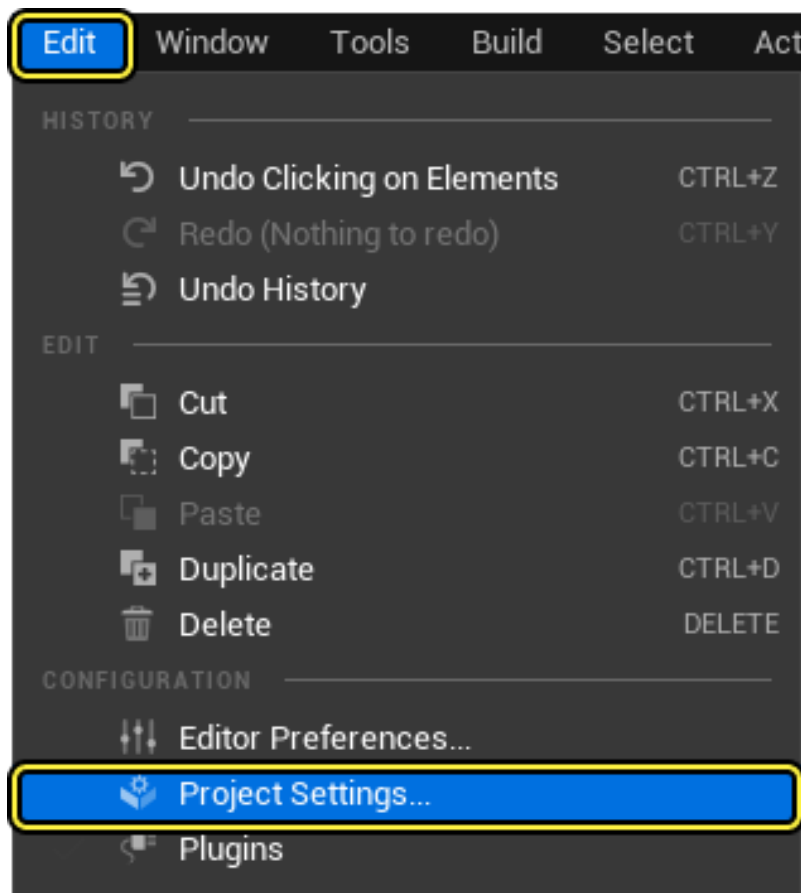 Edit Window Tools Build Select Act
HISTORY
Undo Clicking on Elements CTRL+Z
Redo (Nothing to redo) CTRL+Y
Undo History
EDIT
Cut CTRL+X
Copy CTRL+C
Paste CTRL+V
Duplicate CTRL+D
Delete DELETE
CONFIGURATION
Editor Preferences...
Project Settings...
Plugins